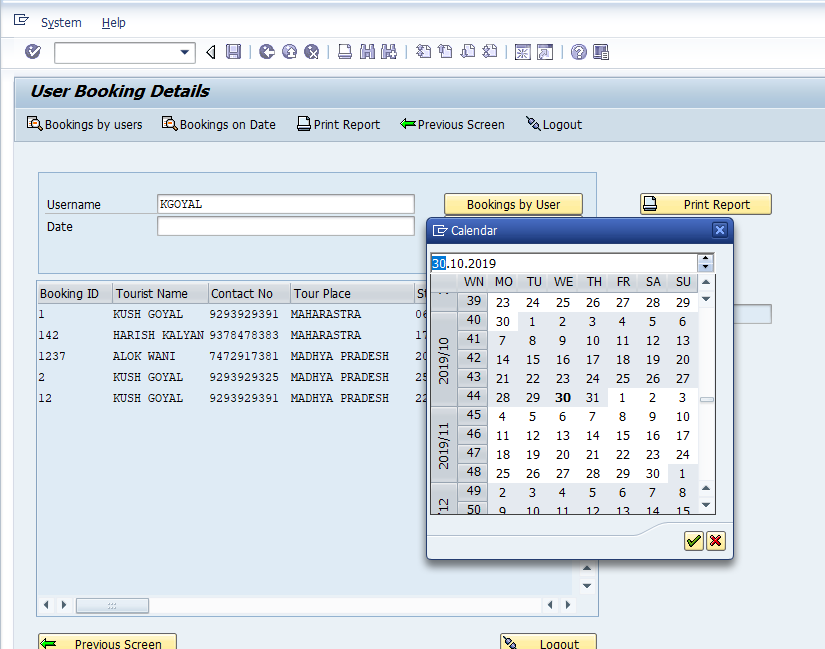 System Help
User Booking Details
Bookings by users Bookings on Date Print Report Previous Screen Logout
Username KGOYAL Bookings by User Print Report
Date
Calendar
30.10.2019
WN MO TU WE TH FR SA SU
39 23 24 25 26 27 28 29
2019/10
40 30 1 2 3 4 5 6
41 7 8 9 10 11 12 13
42 14 15 16 17 18 19 20
43 21 22 23 24 25 26 27
44 28 29 30 31 1 2 3
2019/11
45 4 5 6 7 8 9 10
46 11 12 13 14 15 16 17
47 18 19 20 21 22 23 24
48 25 26 27 28 29 30 1
49 2 3 4 5 6 7 8
50 9 10 11 12 13 14 15
Booking ID Tourist Name Contact No Tour Place
1 KUSH GOYAL 9293929391 MAHARASTRA
142 HARISH KALYAN 9378478383 MAHARASTRA
1237 ALOK WANI 7472917381 MADHYA PRADESH
2 KUSH GOYAL 9293929325 MADHYA PRADESH
12 KUSH GOYAL 9293929391 MADHYA PRADESH
Previous Screen Logout